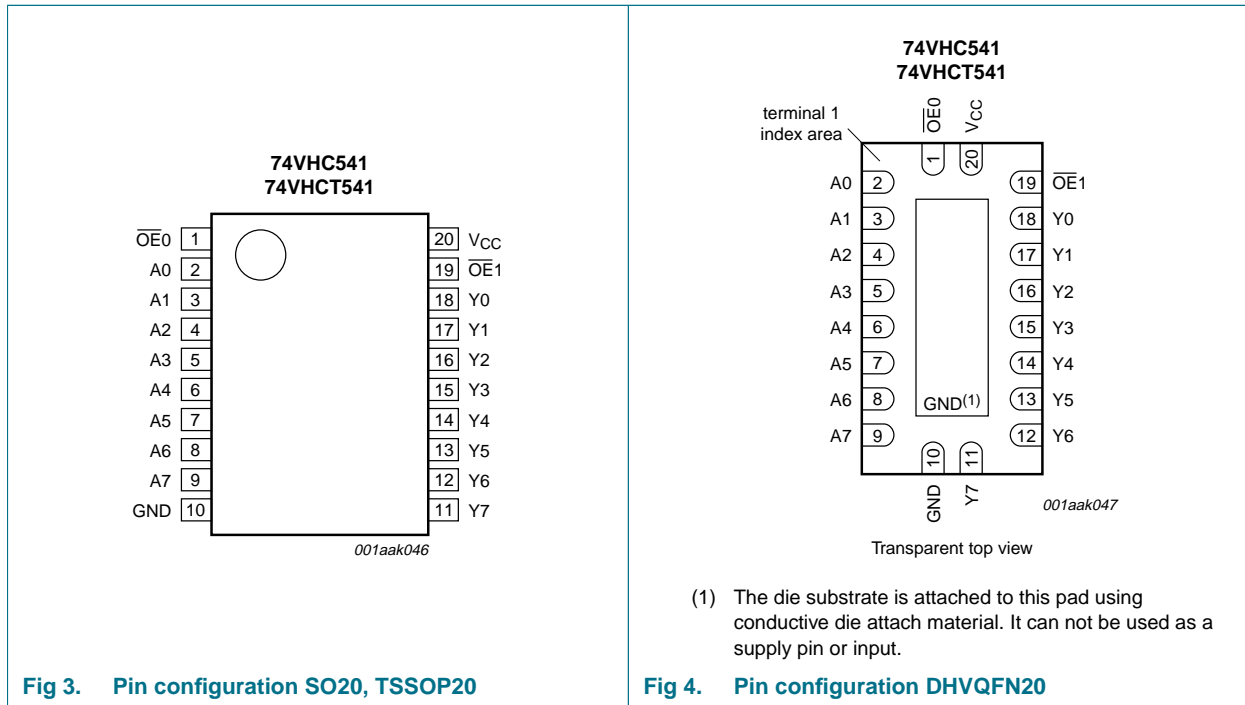 74VHC541
74VHCT541
O̅E̅0 1
A0 2
A1 3
A2 4
A3 5
A4 6
A5 7
A6 8
A7 9
GND 10
20 VCC
19 O̅E̅1
18 Y0
17 Y1
16 Y2
15 Y3
14 Y4
13 Y5
12 Y6
11 Y7
001aak046
Fig 3. Pin configuration SO20, TSSOP20
74VHC541
74VHCT541
terminal 1
index area
O̅E̅0
VCC
1
20
A0 2
A1 3
A2 4
A3 5
A4 6
A5 7
A6 8
A7 9
19 O̅E̅1
18 Y0
17 Y1
16 Y2
15 Y3
14 Y4
13 Y5
12 Y6
GND(1)
10
11
GND
Y7
001aak047
Transparent top view
(1) The die substrate is attached to this pad using
conductive die attach material. It can not be used as a
supply pin or input.
Fig 4. Pin configuration DHVQFN20